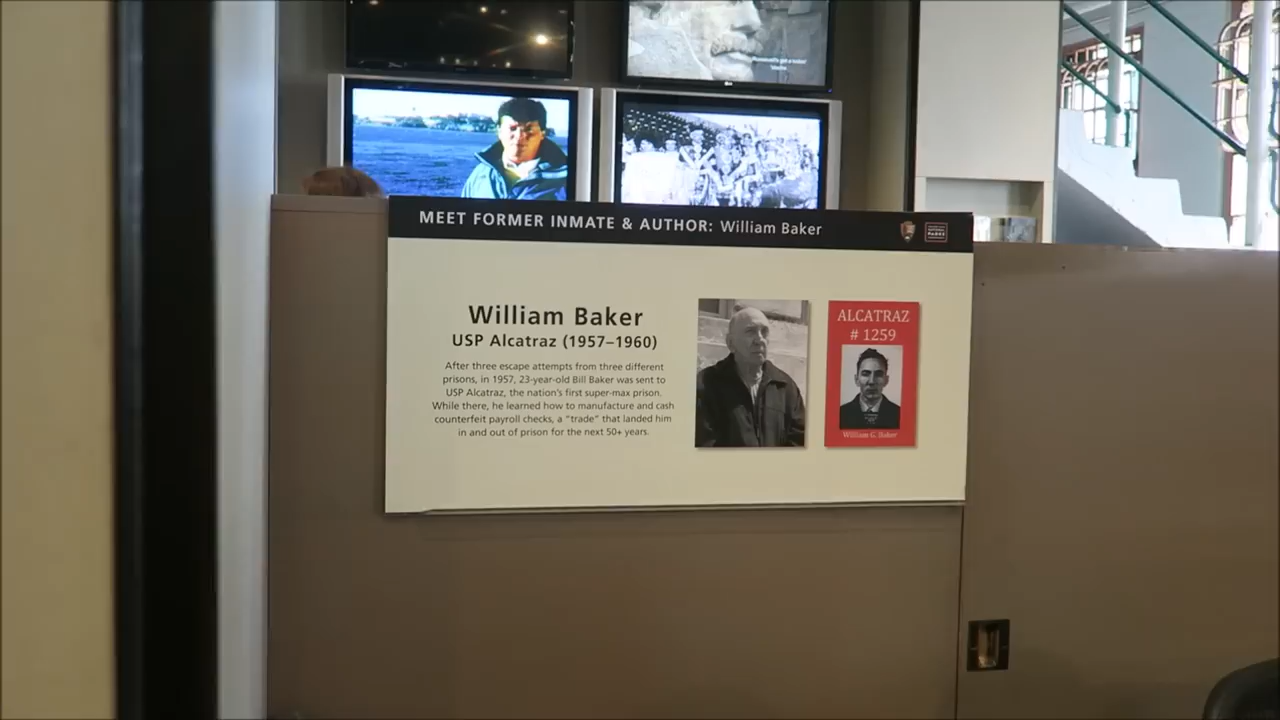 MEET FORMER INMATE & AUTHOR: William Baker
William Baker
USP Alcatraz (1957–1960)
After three escape attempts from three different
prisons, in 1957, 23-year-old Bill Baker was sent to
USP Alcatraz, the nation's first super-max prison.
While there, he learned how to manufacture and cash
counterfeit payroll checks, a "trade" that landed him
in and out of prison for the next 50+ years.
ALCATRAZ
# 1259
William G. Baker